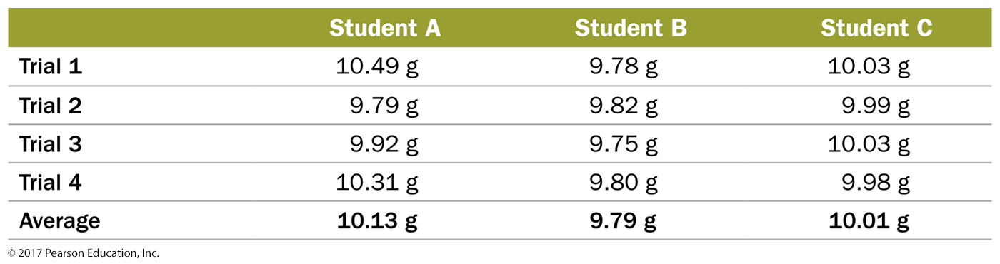 Student A Student B Student C
Trial 1 10.49 g 9.78 g 10.03 g
Trial 2 9.79 g 9.82 g 9.99 g
Trial 3 9.92 g 9.75 g 10.03 g
Trial 4 10.31 g 9.80 g 9.98 g
Average 10.13 g 9.79 g 10.01 g
© 2017 Pearson Education, Inc.